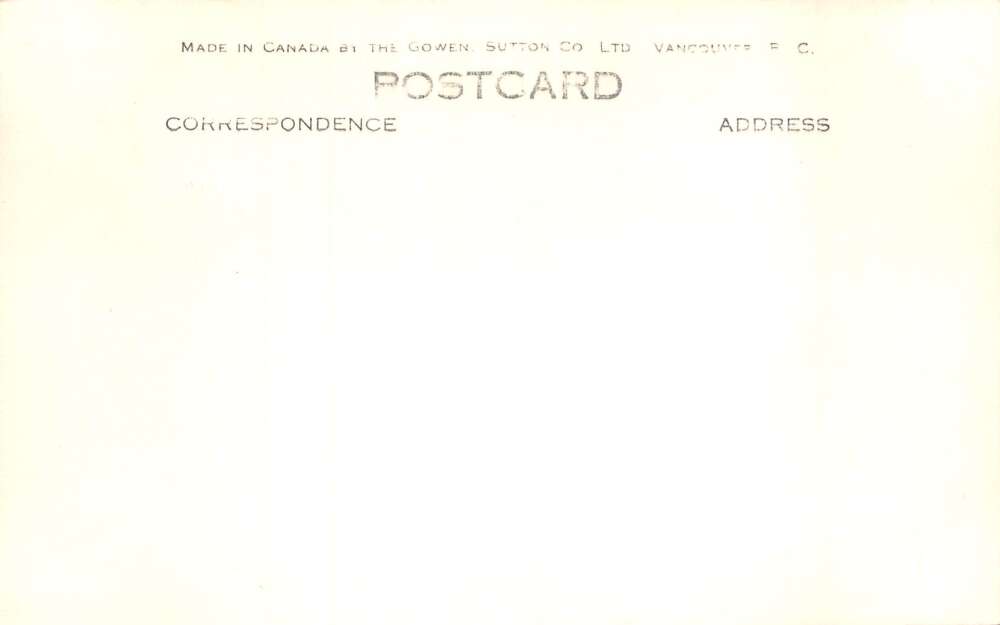 MADE IN CANADA BY THE GOWEN, SUTTON CO LTD VANCOUVER B. C.
POSTCARD
CORRESPONDENCE ADDRESS